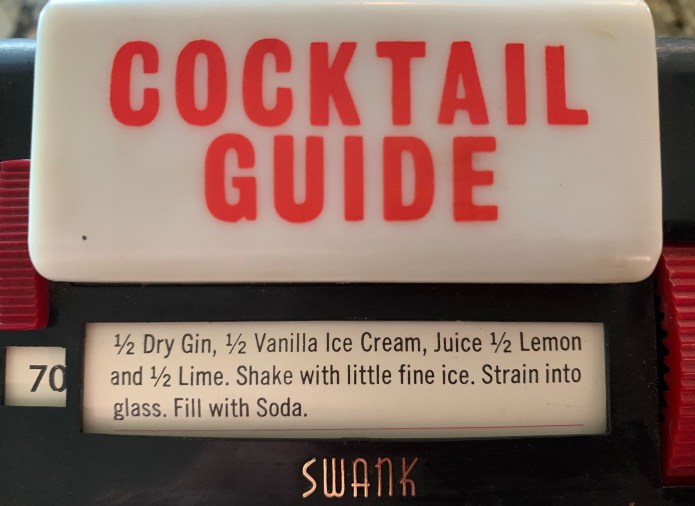 COCKTAIL
GUIDE
½ Dry Gin, ½ Vanilla Ice Cream, Juice ½ Lemon
and ½ Lime. Shake with little fine ice. Strain into
glass. Fill with Soda.
70
SWANK